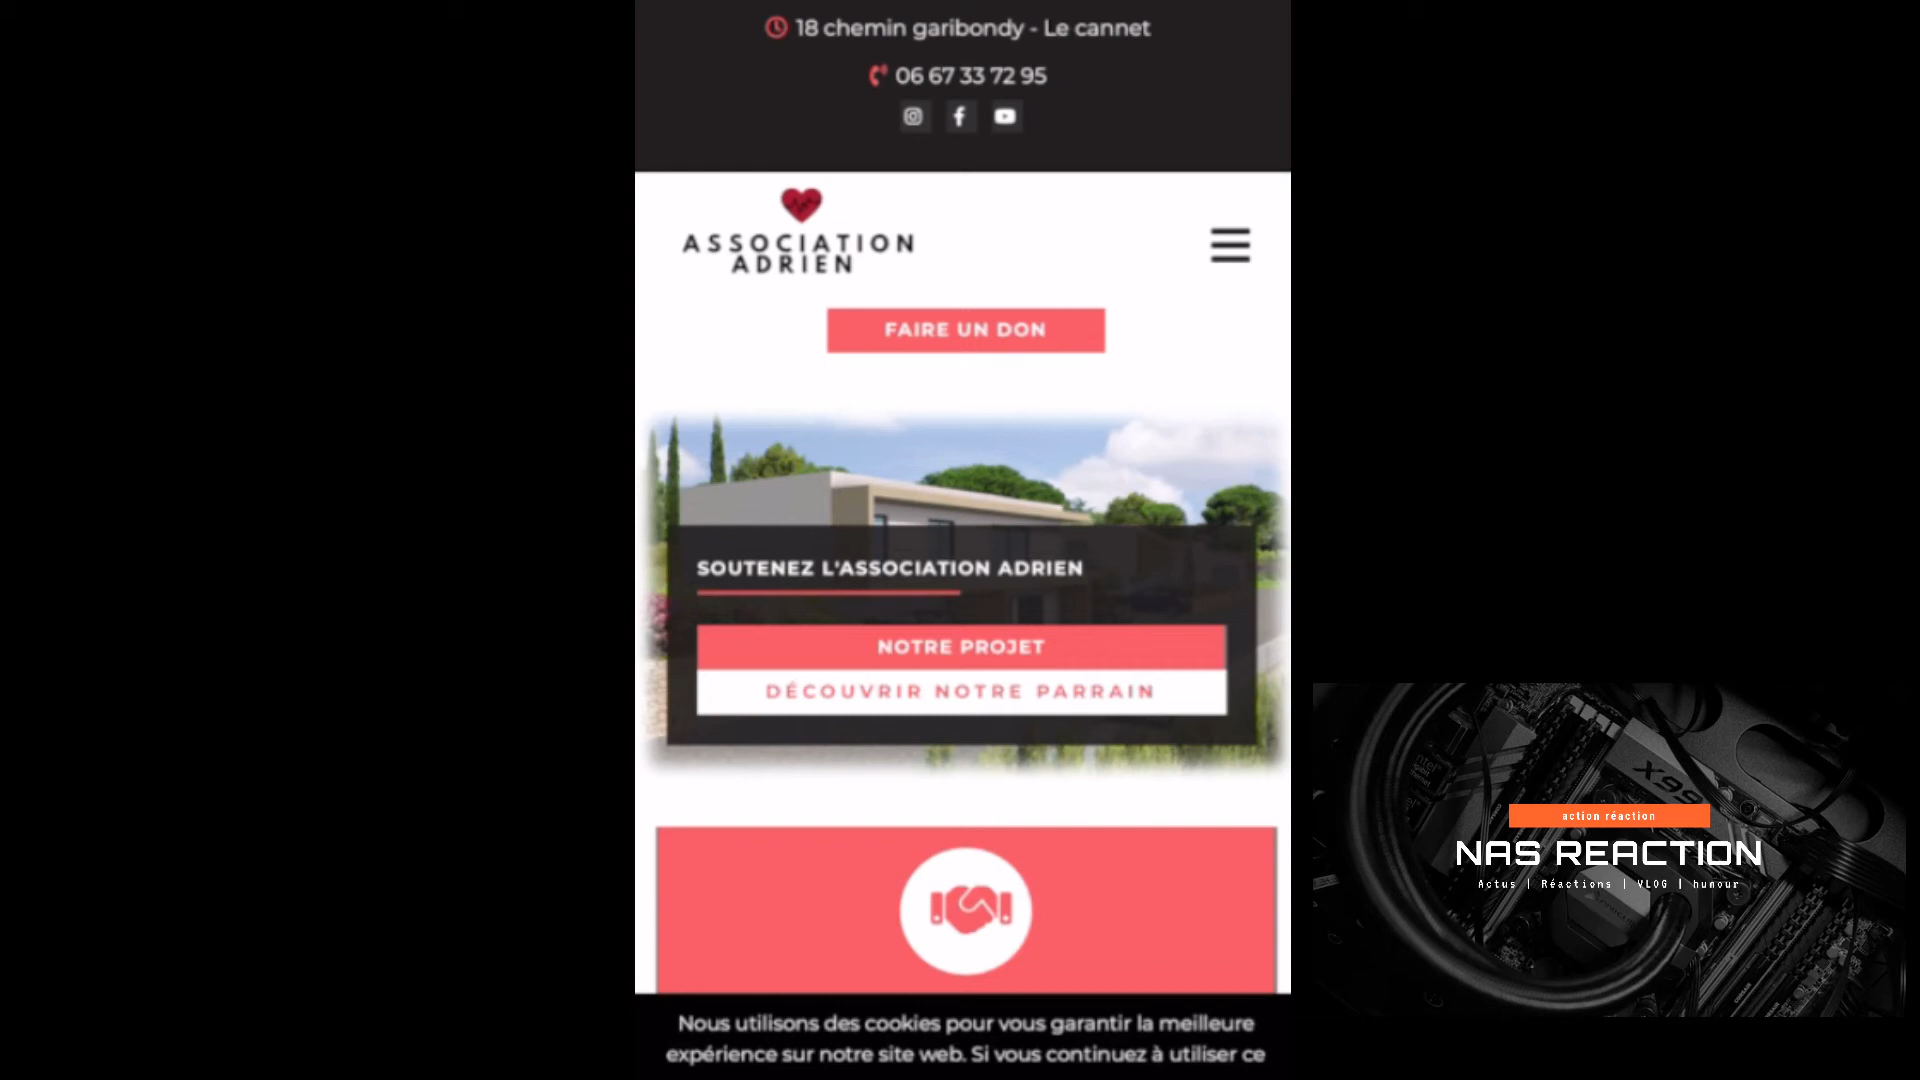 18 chemin garibondy - Le cannet
06 67 33 72 95
ASSOCIATION
ADRIEN
FAIRE UN DON
SOUTENEZ L'ASSOCIATION ADRIEN
NOTRE PROJET
DÉCOUVRIR NOTRE PARRAIN
Nous utilisons des cookies pour vous garantir la meilleure
expérience sur notre site web. Si vous continuez à utiliser ce
X99
action réaction
NAS REACTION
Actus | Réactions | VLOG | humour